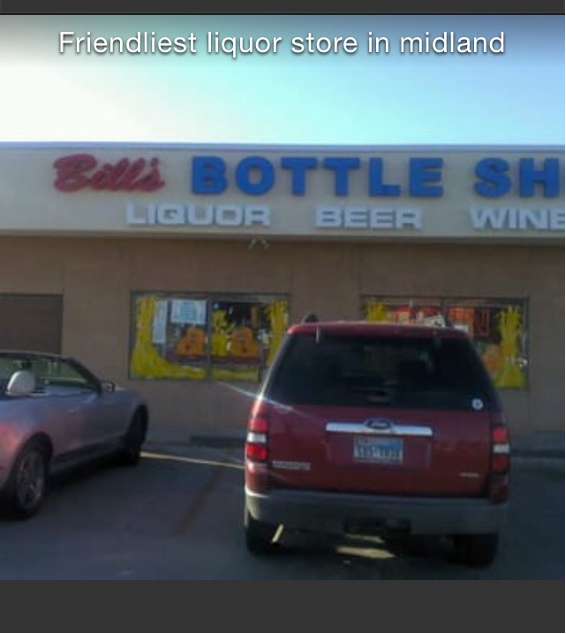 Friendliest liquor store in midland
Bill's BOTTLE SH
LIQUOR BEER WINE